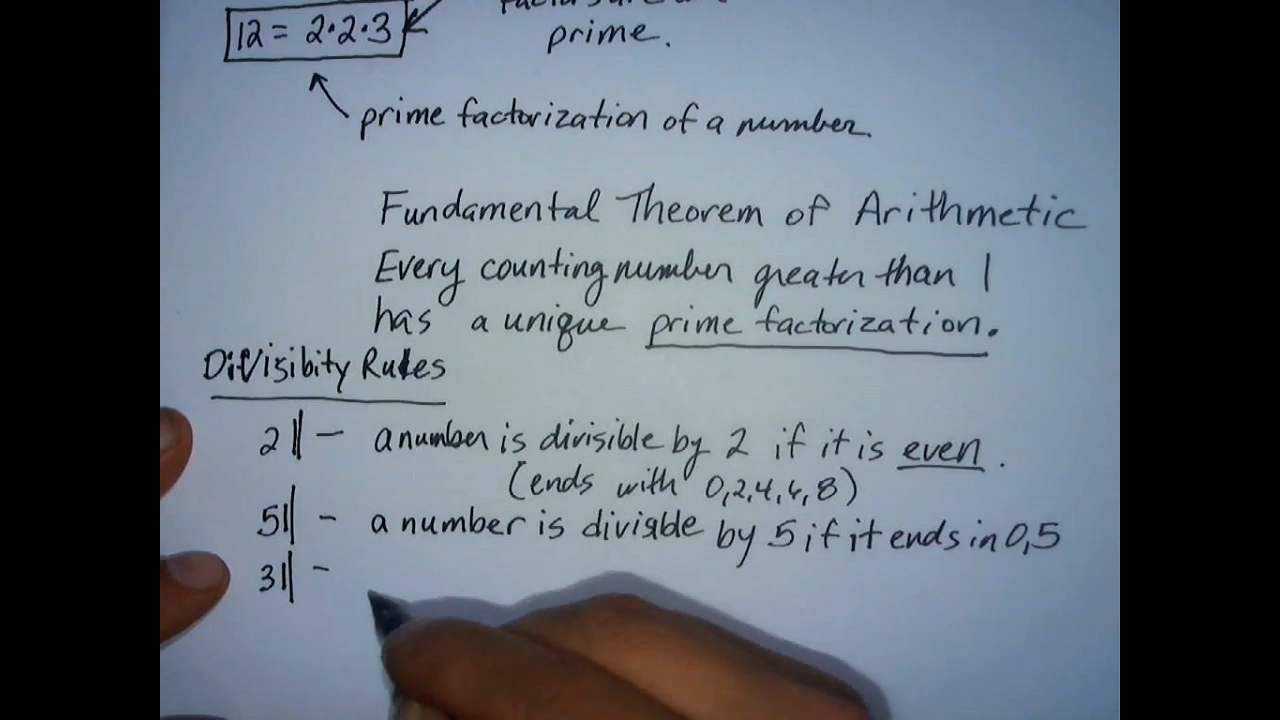 12 = 2·2·3
prime.
prime factorization of a number.
Fundamental Theorem of Arithmetic
Every counting number greater than 1
has a unique prime factorization.
Divisibity Rules
2| - a number is divisible by 2 if it is even.
(ends with 0,2,4,6,8)
5| - a number is divisble by 5 if it ends in 0,5
3| -